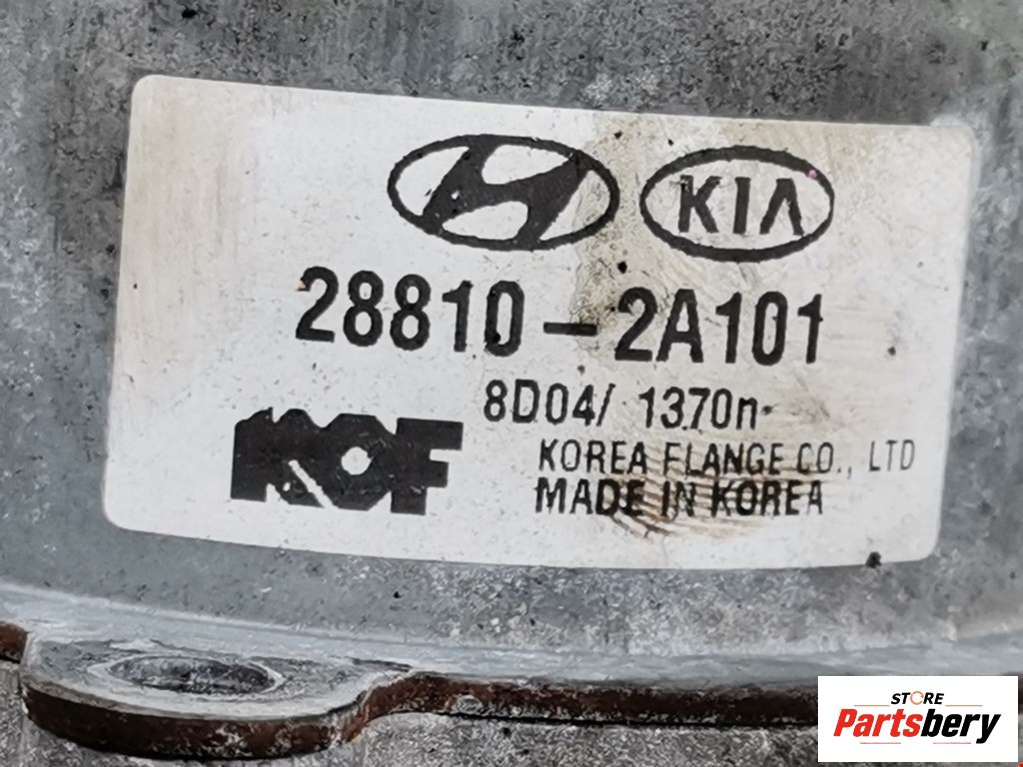 KIA
28810-2A101
8D04/ 1370n
KOF
KOREA FLANGE CO., LTD
MADE IN KOREA
STORE
Partsbery